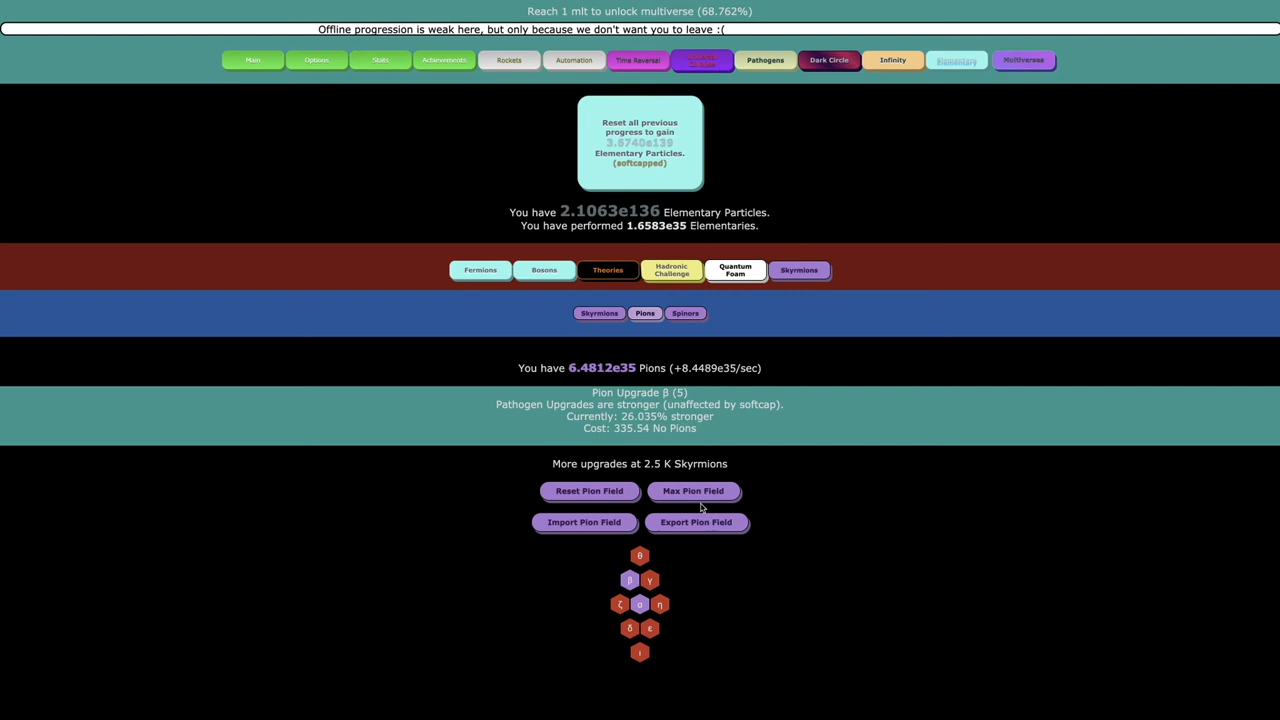 Reach 1 mlt to unlock multiverse (68.762%)
Offline progression is weak here, but only because we don't want you to leave :(
Main Options Stats Achievements Rockets Automation Time Reversal Pathogens Dark Circle Infinity Elementary Multiverse
Reset all previous
progress to gain
3.6740e139
Elementary Particles.
(softcapped)
You have 2.1063e136 Elementary Particles.
You have performed 1.6583e35 Elementaries.
Fermions Bosons Theories Hadronic Challenge Quantum Foam Skyrmions
Skyrmions Pions Spinors
You have 6.4812e35 Pions (+8.4489e35/sec)
Pion Upgrade β (5)
Pathogen Upgrades are stronger (unaffected by softcap).
Currently: 26.035% stronger
Cost: 335.54 No Pions
More upgrades at 2.5 K Skyrmions
Reset Pion Field Max Pion Field
Import Pion Field Export Pion Field
θ
β γ
ζ α η
δ ε
ι